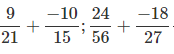 9/21 + -10/15 ; 24/56 + -18/27